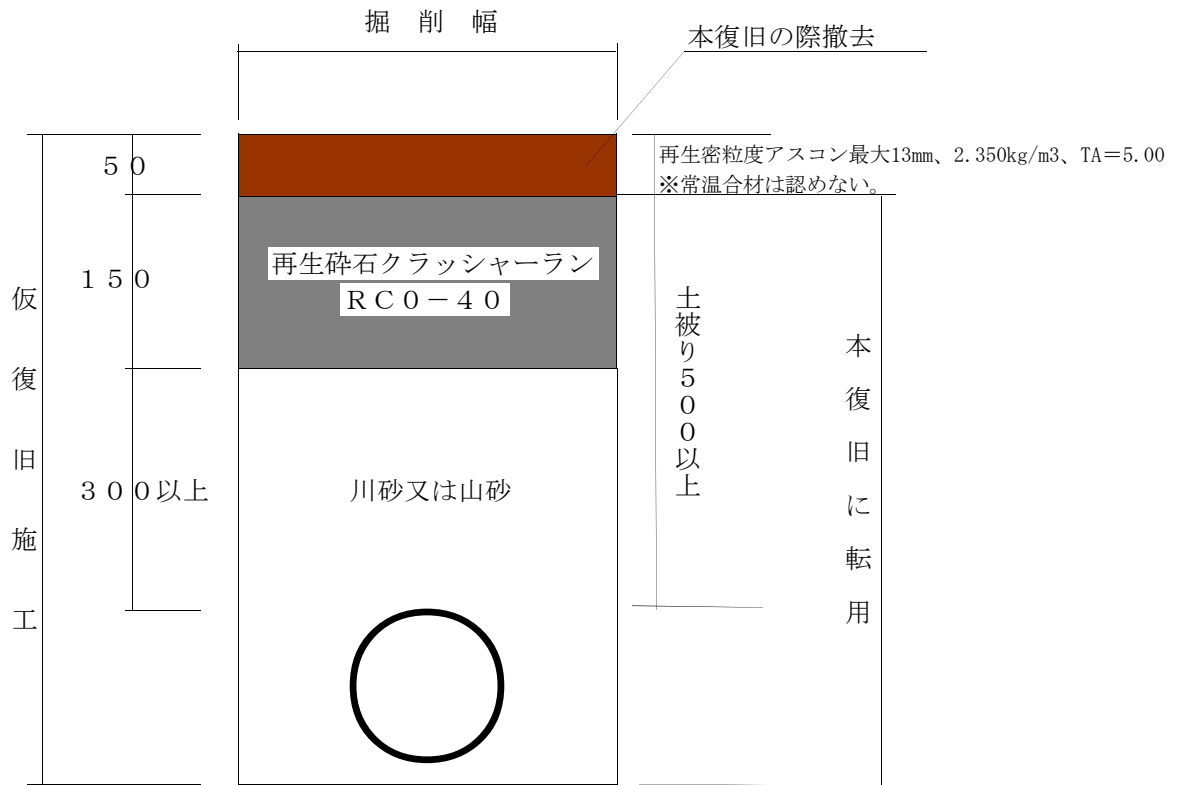 掘　削　幅
本復旧の際撤去
５０
再生密粒度アスコン最大13mm、2.350kg/m3、TA＝5.00
※常温合材は認めない。
１５０
再生砕石クラッシャーラン
ＲＣ０－４０
仮復旧施工
土被り５００以上
本復旧に転用
３００以上
川砂又は山砂